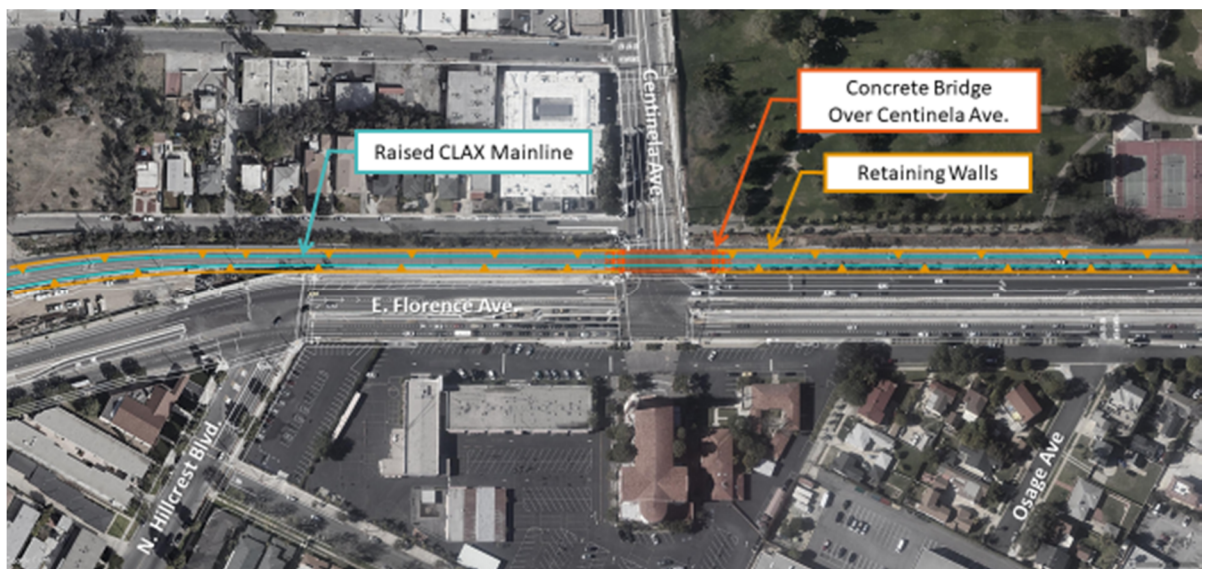 Centinela Ave.
Concrete Bridge
Over Centinela Ave.
Raised CLAX Mainline
Retaining Walls
E. Florence Ave.
N. Hillcrest Blvd.
Osage Ave